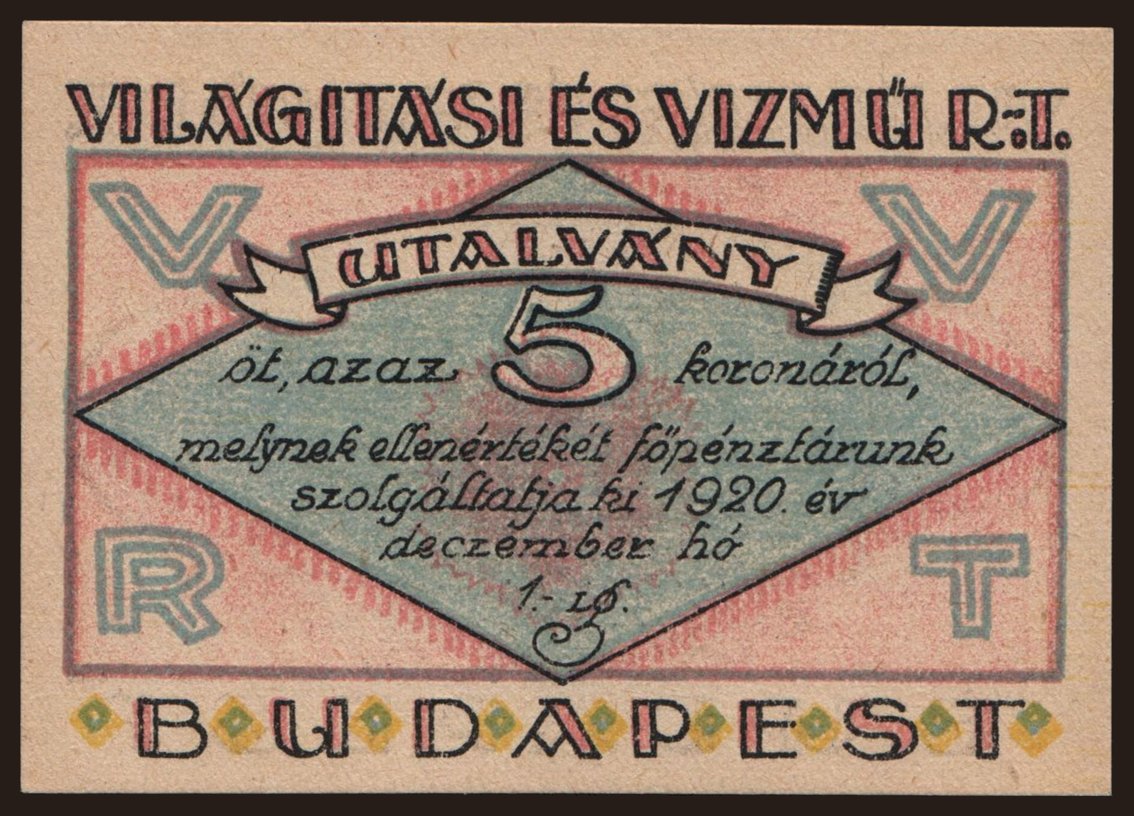 VILÁGITÁSI ÉS VIZMŰ R.-T.
V V
UTALVÁNY
öt, azaz 5 koronáról,
melynek ellenértékét főpénztárunk
szolgáltatja ki 1920. év
deczember hó
1.- ig.
R T
BUDAPEST